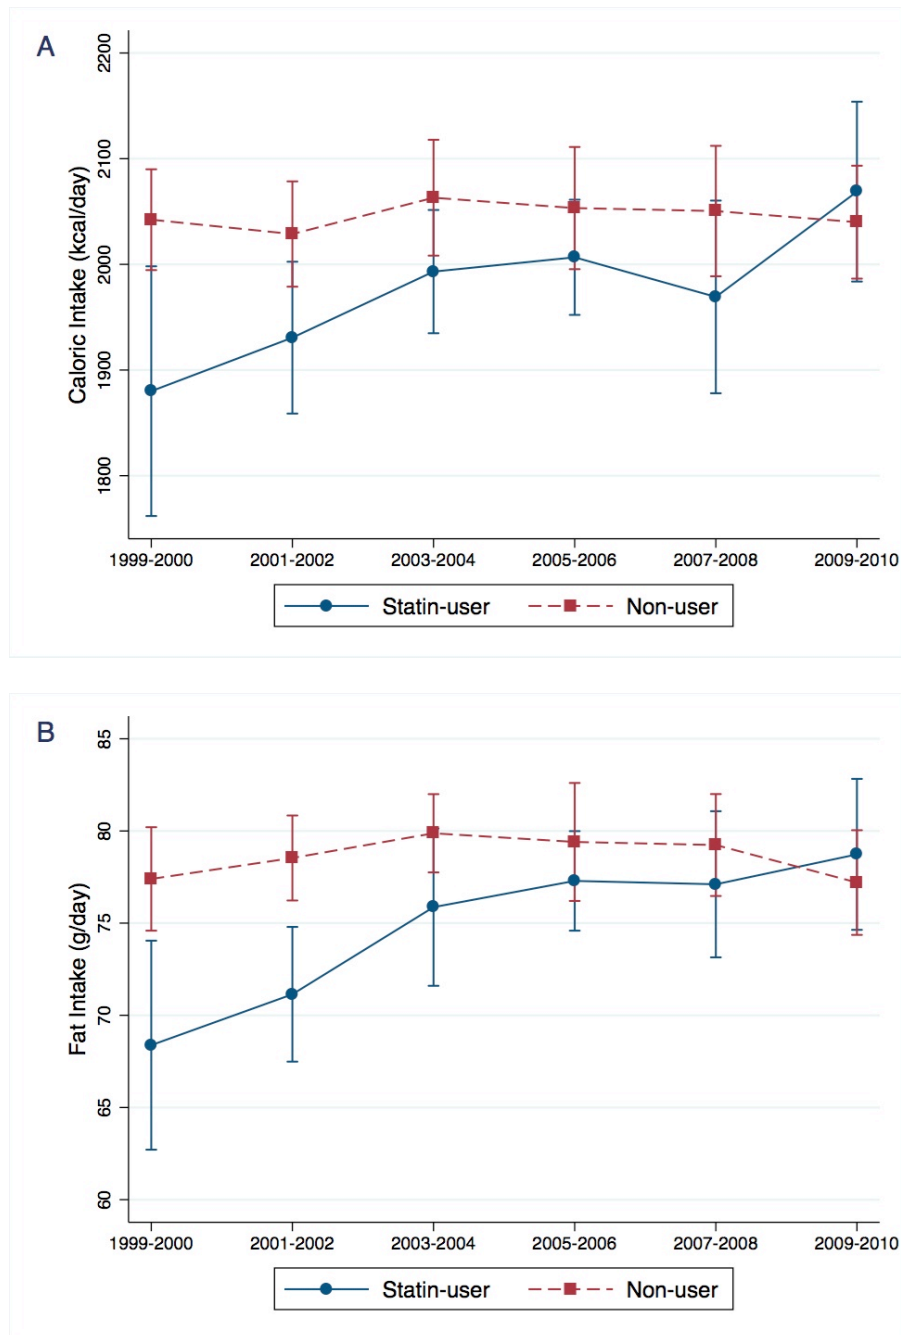 A
Caloric Intake (kcal/day)
2200
2100
2000
1900
1800
1999-2000 2001-2002 2003-2004 2005-2006 2007-2008 2009-2010
Statin-user Non-user
B
Fat Intake (g/day)
85
80
75
70
65
60
1999-2000 2001-2002 2003-2004 2005-2006 2007-2008 2009-2010
Statin-user Non-user